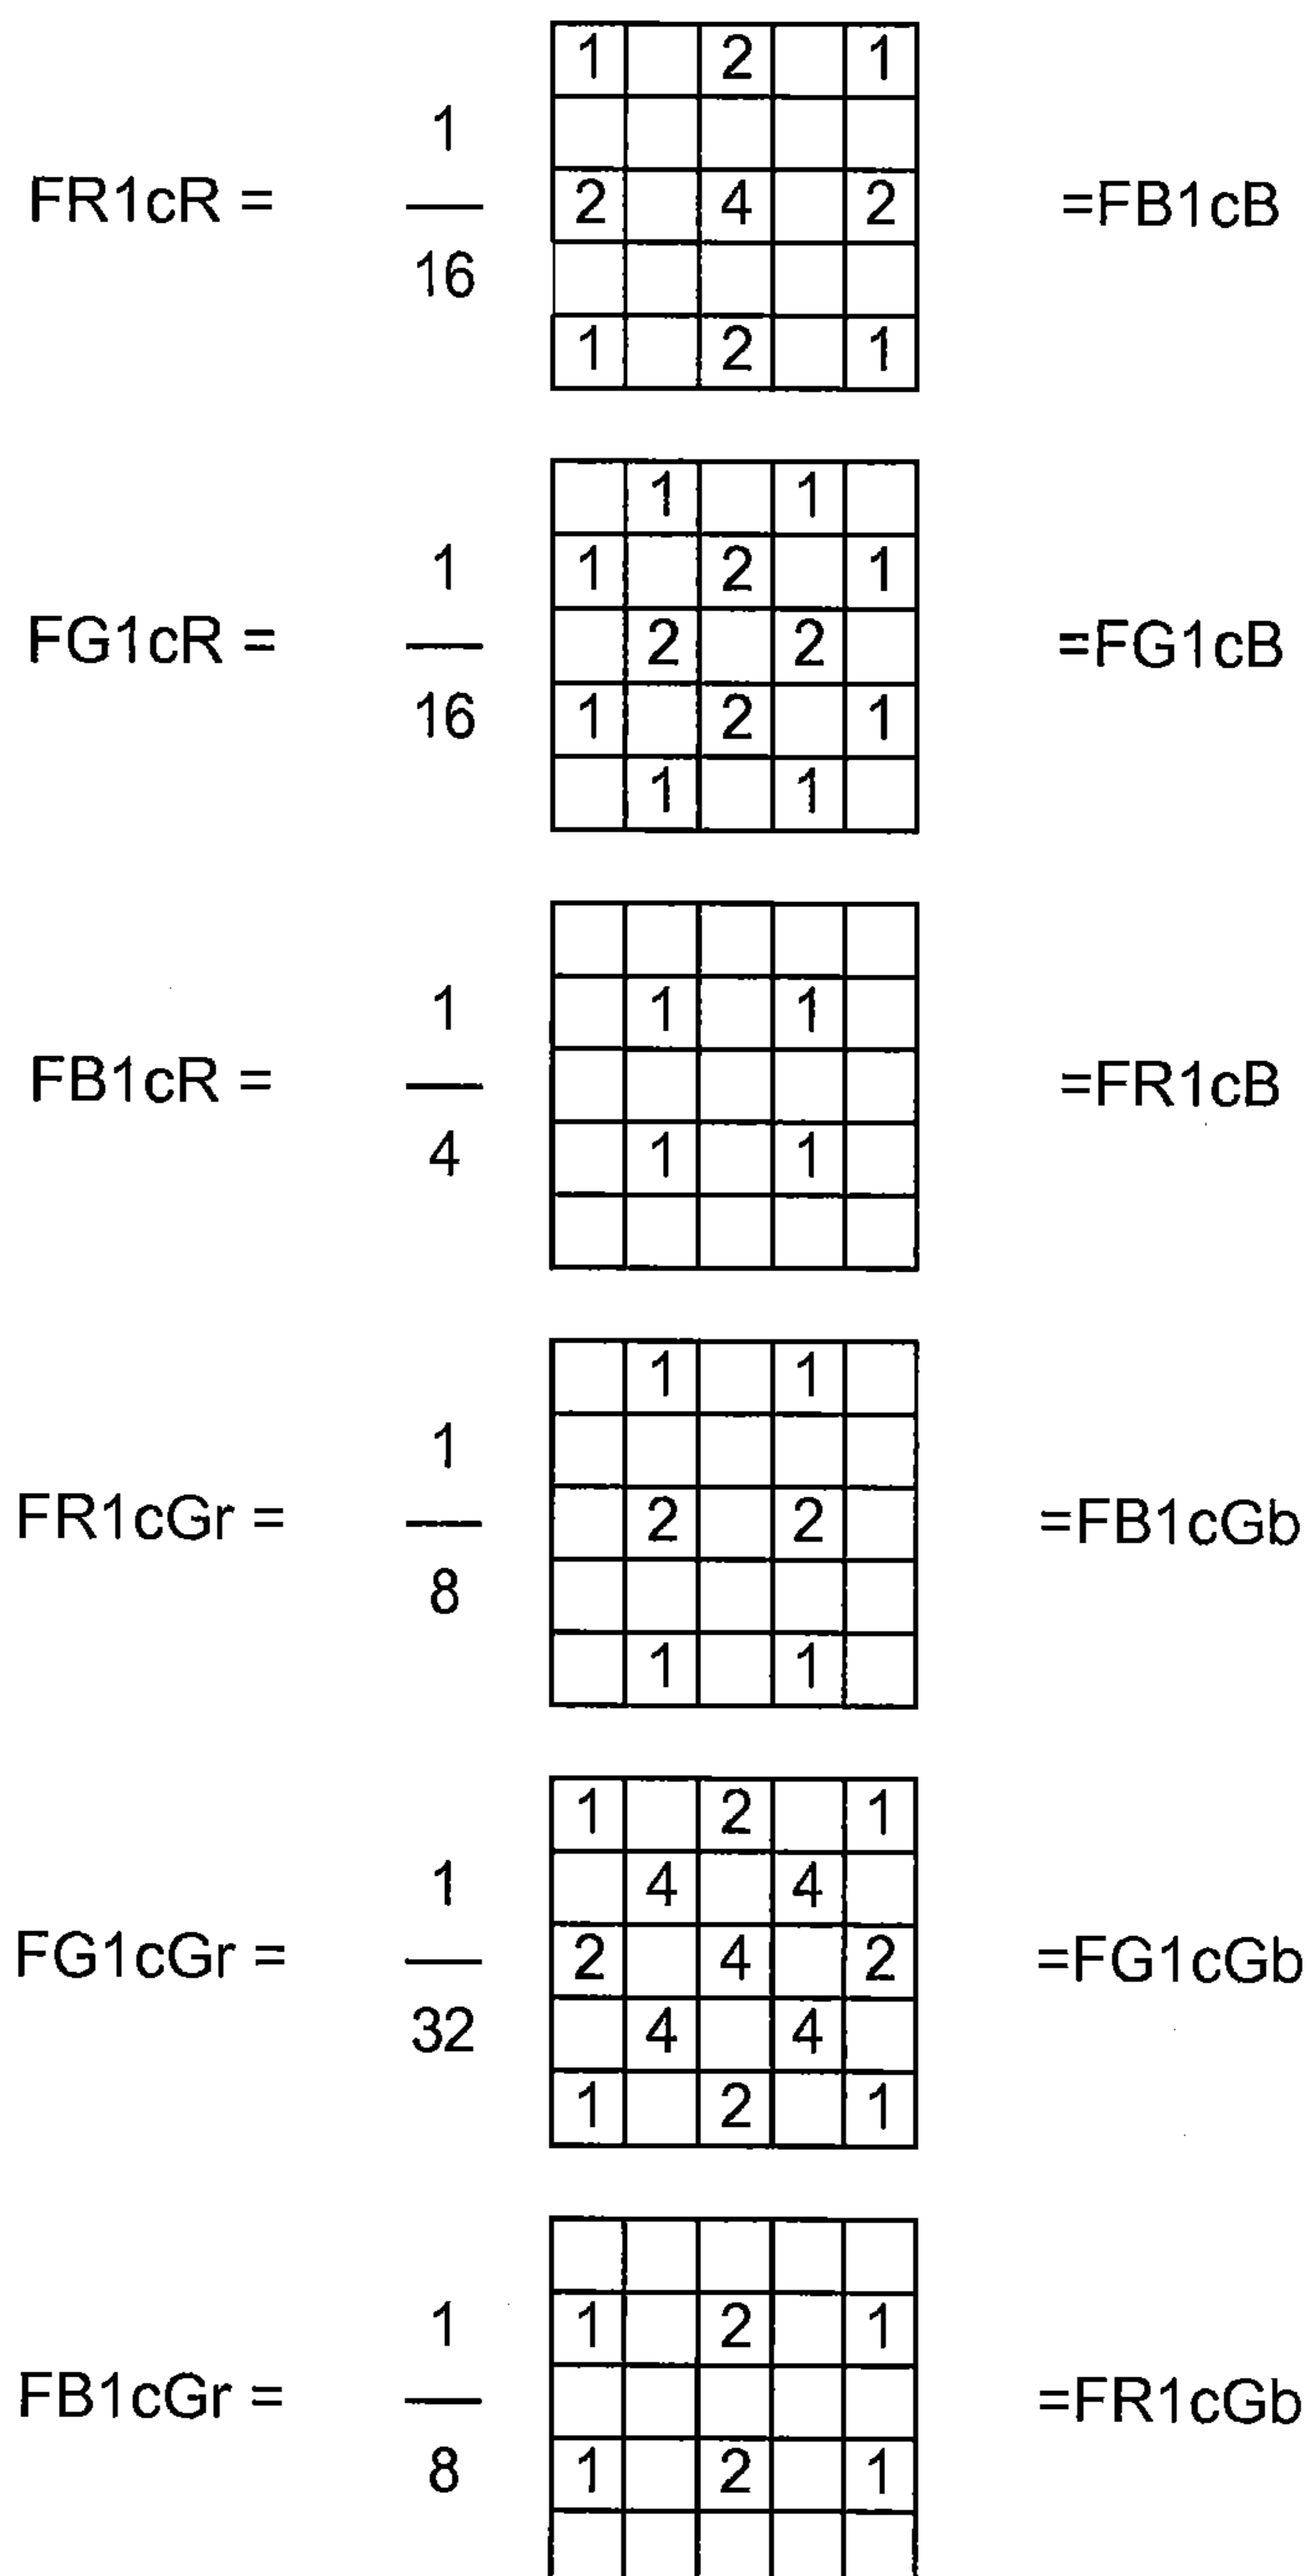 1 2 1
1
FR1cR = 2 4 2 =FB1cB
16
1 2 1
1 1
1 1 2 1
FG1cR = 2 2 =FG1cB
16 1 2 1
1 1
1 1 1
FB1cR = =FR1cB
4 1 1
1 1
1
FR1cGr = 2 2 =FB1cGb
8
1 1
1 2 1
1 4 4
FG1cGr = 2 4 2 =FG1cGb
32 4 4
1 2 1
1 1 2 1
FB1cGr = =FR1cGb
8 1 2 1